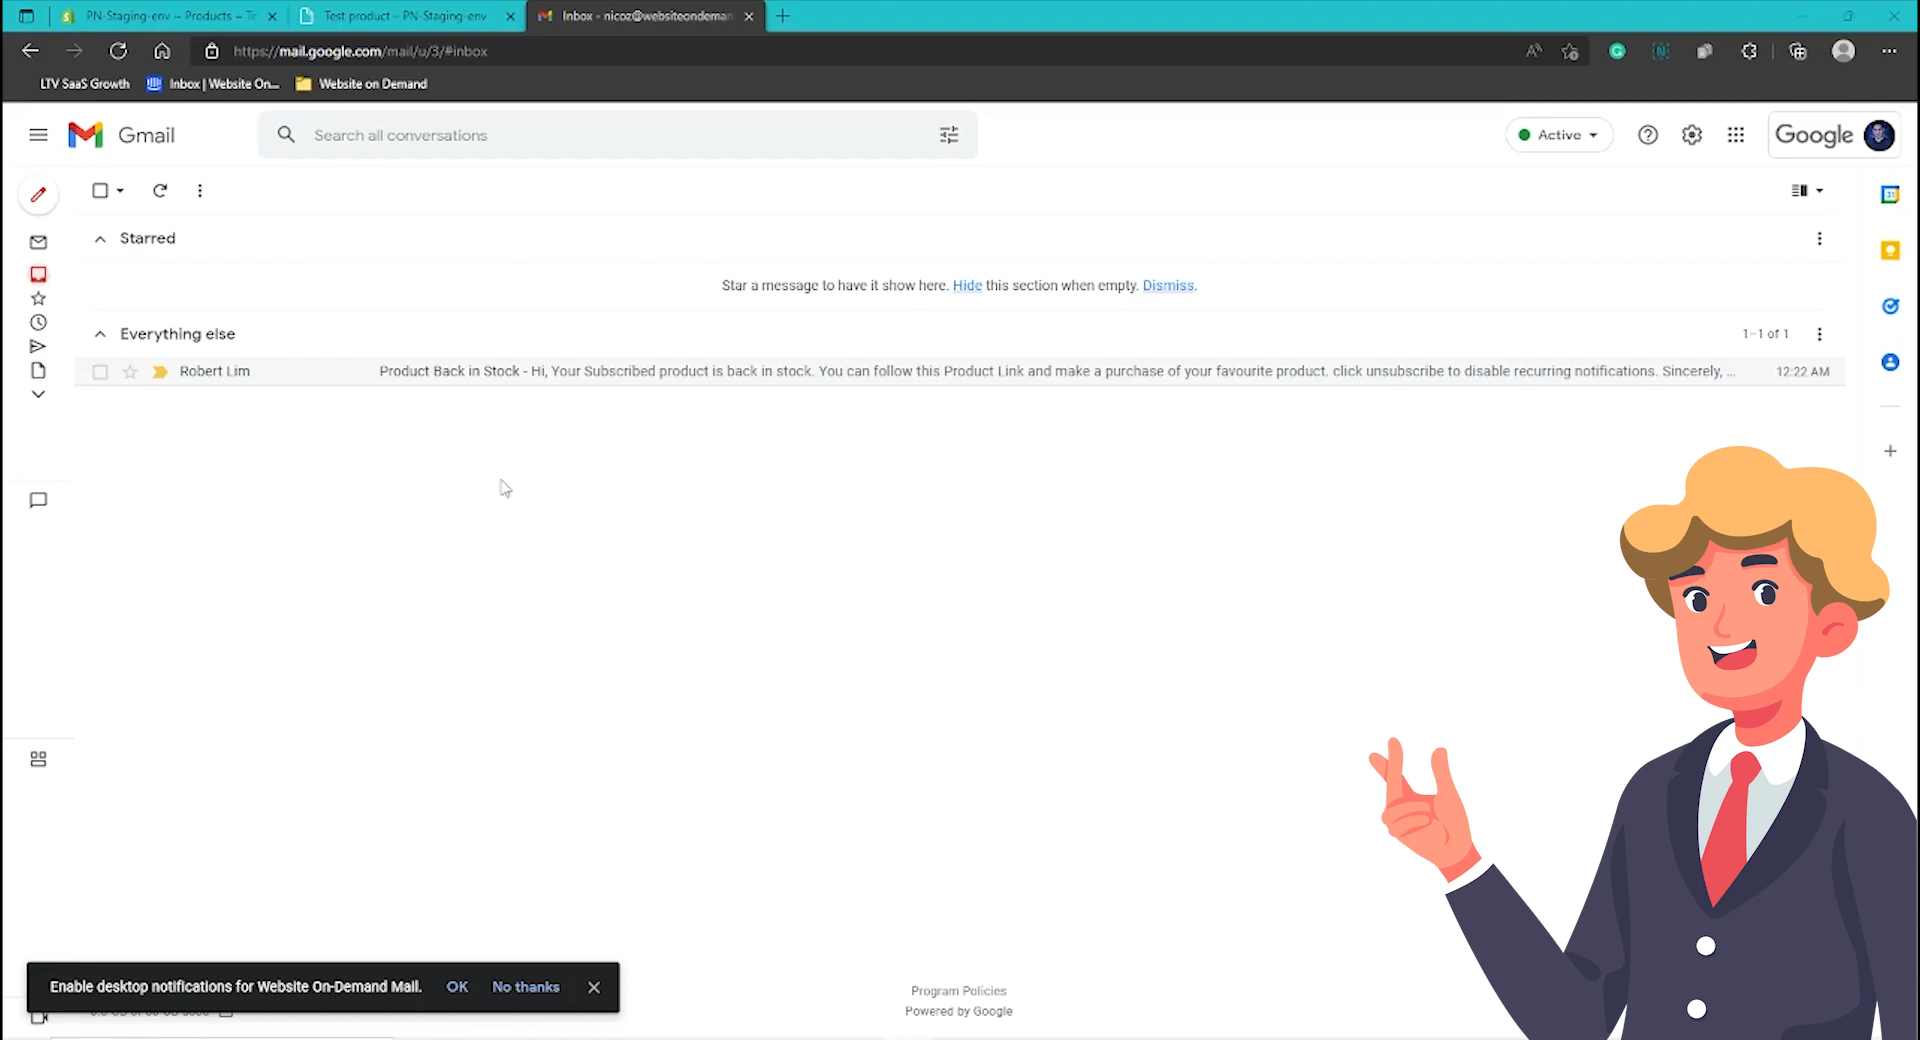 PN-Staging-env ~ Products ~ Te
Test product – PN-Staging-env
Inbox - nicoz@websiteondeman
https://mail.google.com/mail/u/3/#inbox
LTV SaaS Growth
Inbox | Website On...
Website on Demand
Gmail
Search all conversations
Active
Google
Starred
Star a message to have it show here. Hide this section when empty. Dismiss.
Everything else
1–1 of 1
Robert Lim
Product Back in Stock - Hi, Your Subscribed product is back in stock. You can follow this Product Link and make a purchase of your favourite product. click unsubscribe to disable recurring notifications. Sincerely, ...
12:22 AM
Enable desktop notifications for Website On-Demand Mail.
OK
No thanks
Program Policies
Powered by Google